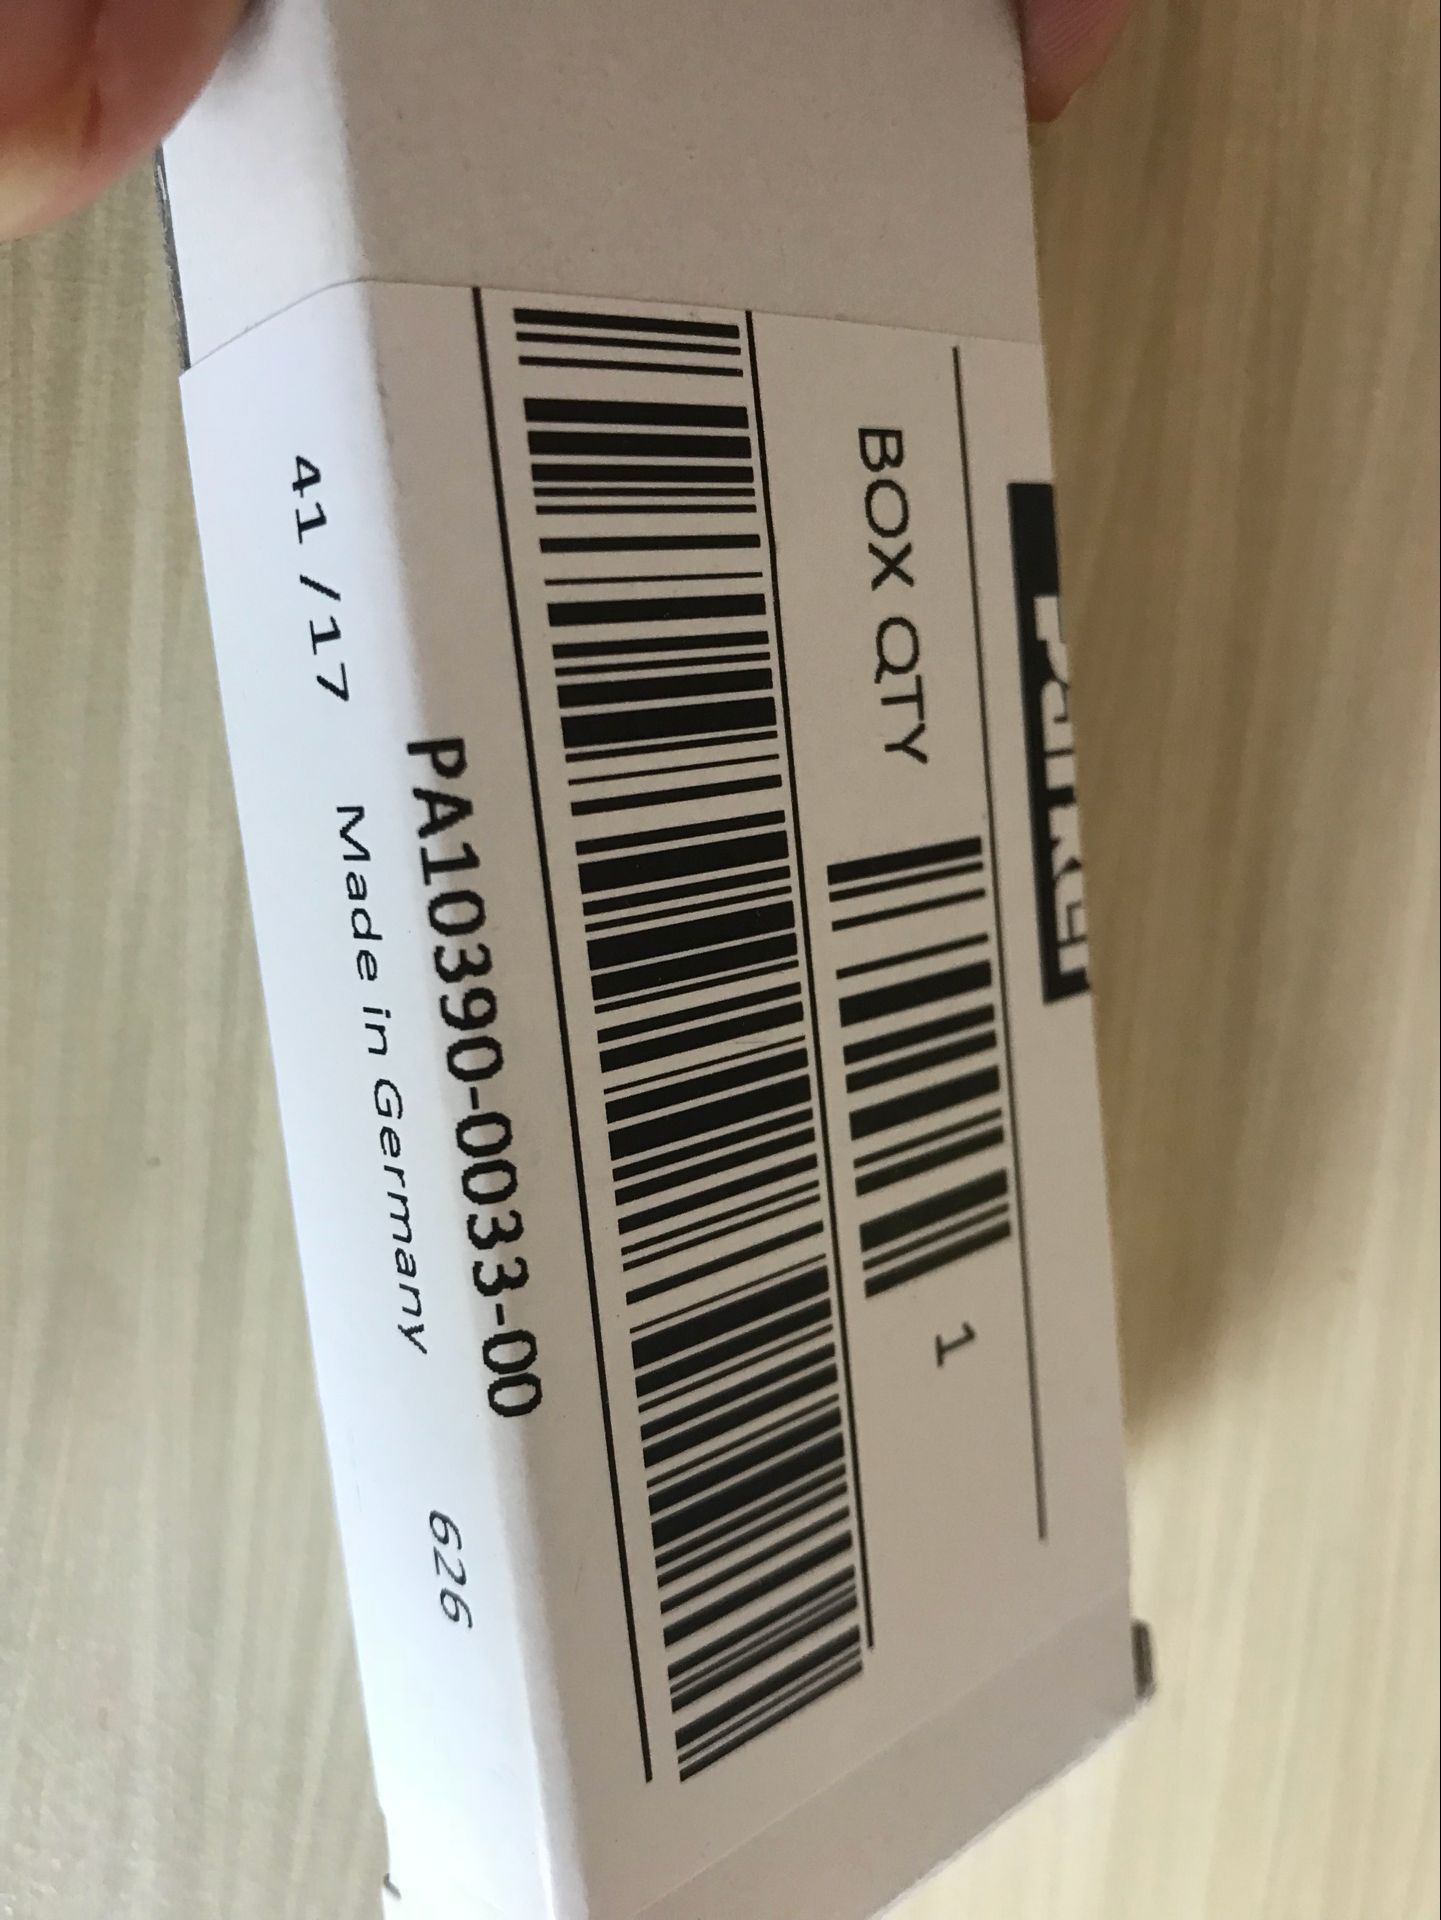 BOX QTY 1
PA10390-0033-00
41 /17 Made in Germany 626